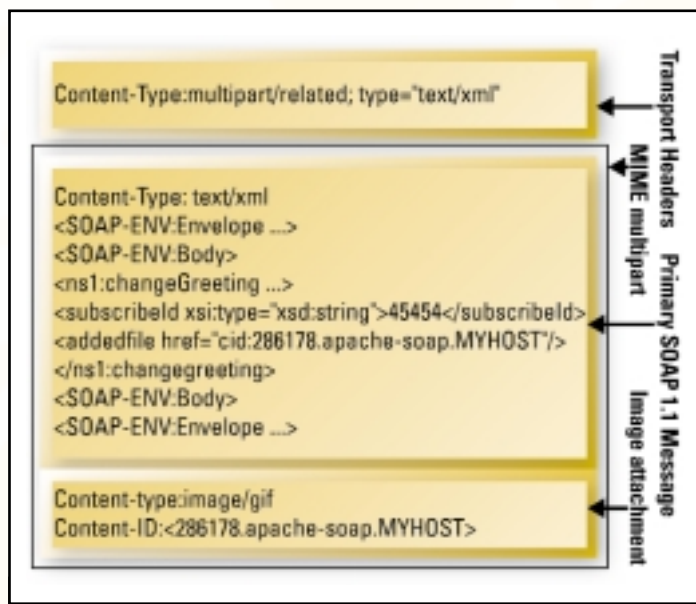 Content-Type:multipart/related; type="text/xml"
Transport Headers
MIME multipart
Content-Type: text/xml
<SOAP-ENV:Envelope ...>
<SOAP-ENV:Body>
<ns1:changeGreeting ...>
<subscribeId xsi:type="xsd:string">45454</subscribeId>
<addedfile href="cid:286178.apache-soap.MYHOST"/>
</ns1:changegreeting>
<SOAP-ENV:Body>
<SOAP-ENV:Envelope ...>
Primary SOAP 1.1 Message
Content-type:image/gif
Content-ID:<286178.apache-soap.MYHOST>
Image attachment